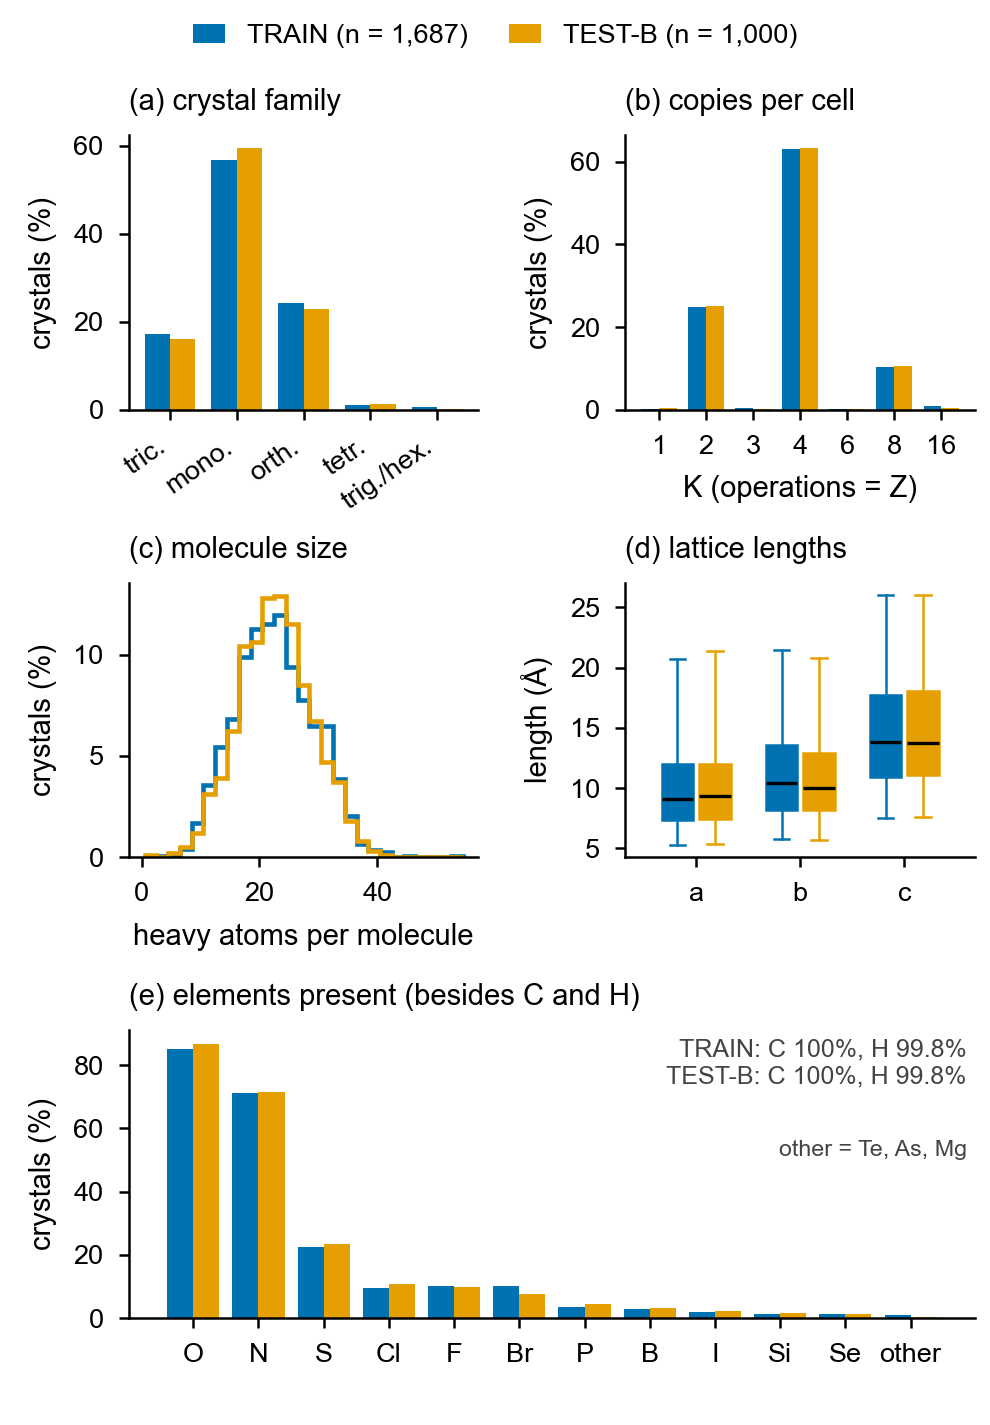 TRAIN (n = 1,687) TEST-B (n = 1,000)
(a) crystal family
crystals (%)
60
40
20
0
tric. mono. orth. tetr. trig./hex.
(b) copies per cell
crystals (%)
60
40
20
0
1 2 3 4 6 8 16
K (operations = Z)
(c) molecule size
crystals (%)
10
5
0
0 20 40
heavy atoms per molecule
(d) lattice lengths
length (Å)
25
20
15
10
5
a b c
(e) elements present (besides C and H)
crystals (%)
80
60
40
20
0
TRAIN: C 100%, H 99.8%
TEST-B: C 100%, H 99.8%
other = Te, As, Mg
O N S Cl F Br P B I Si Se other